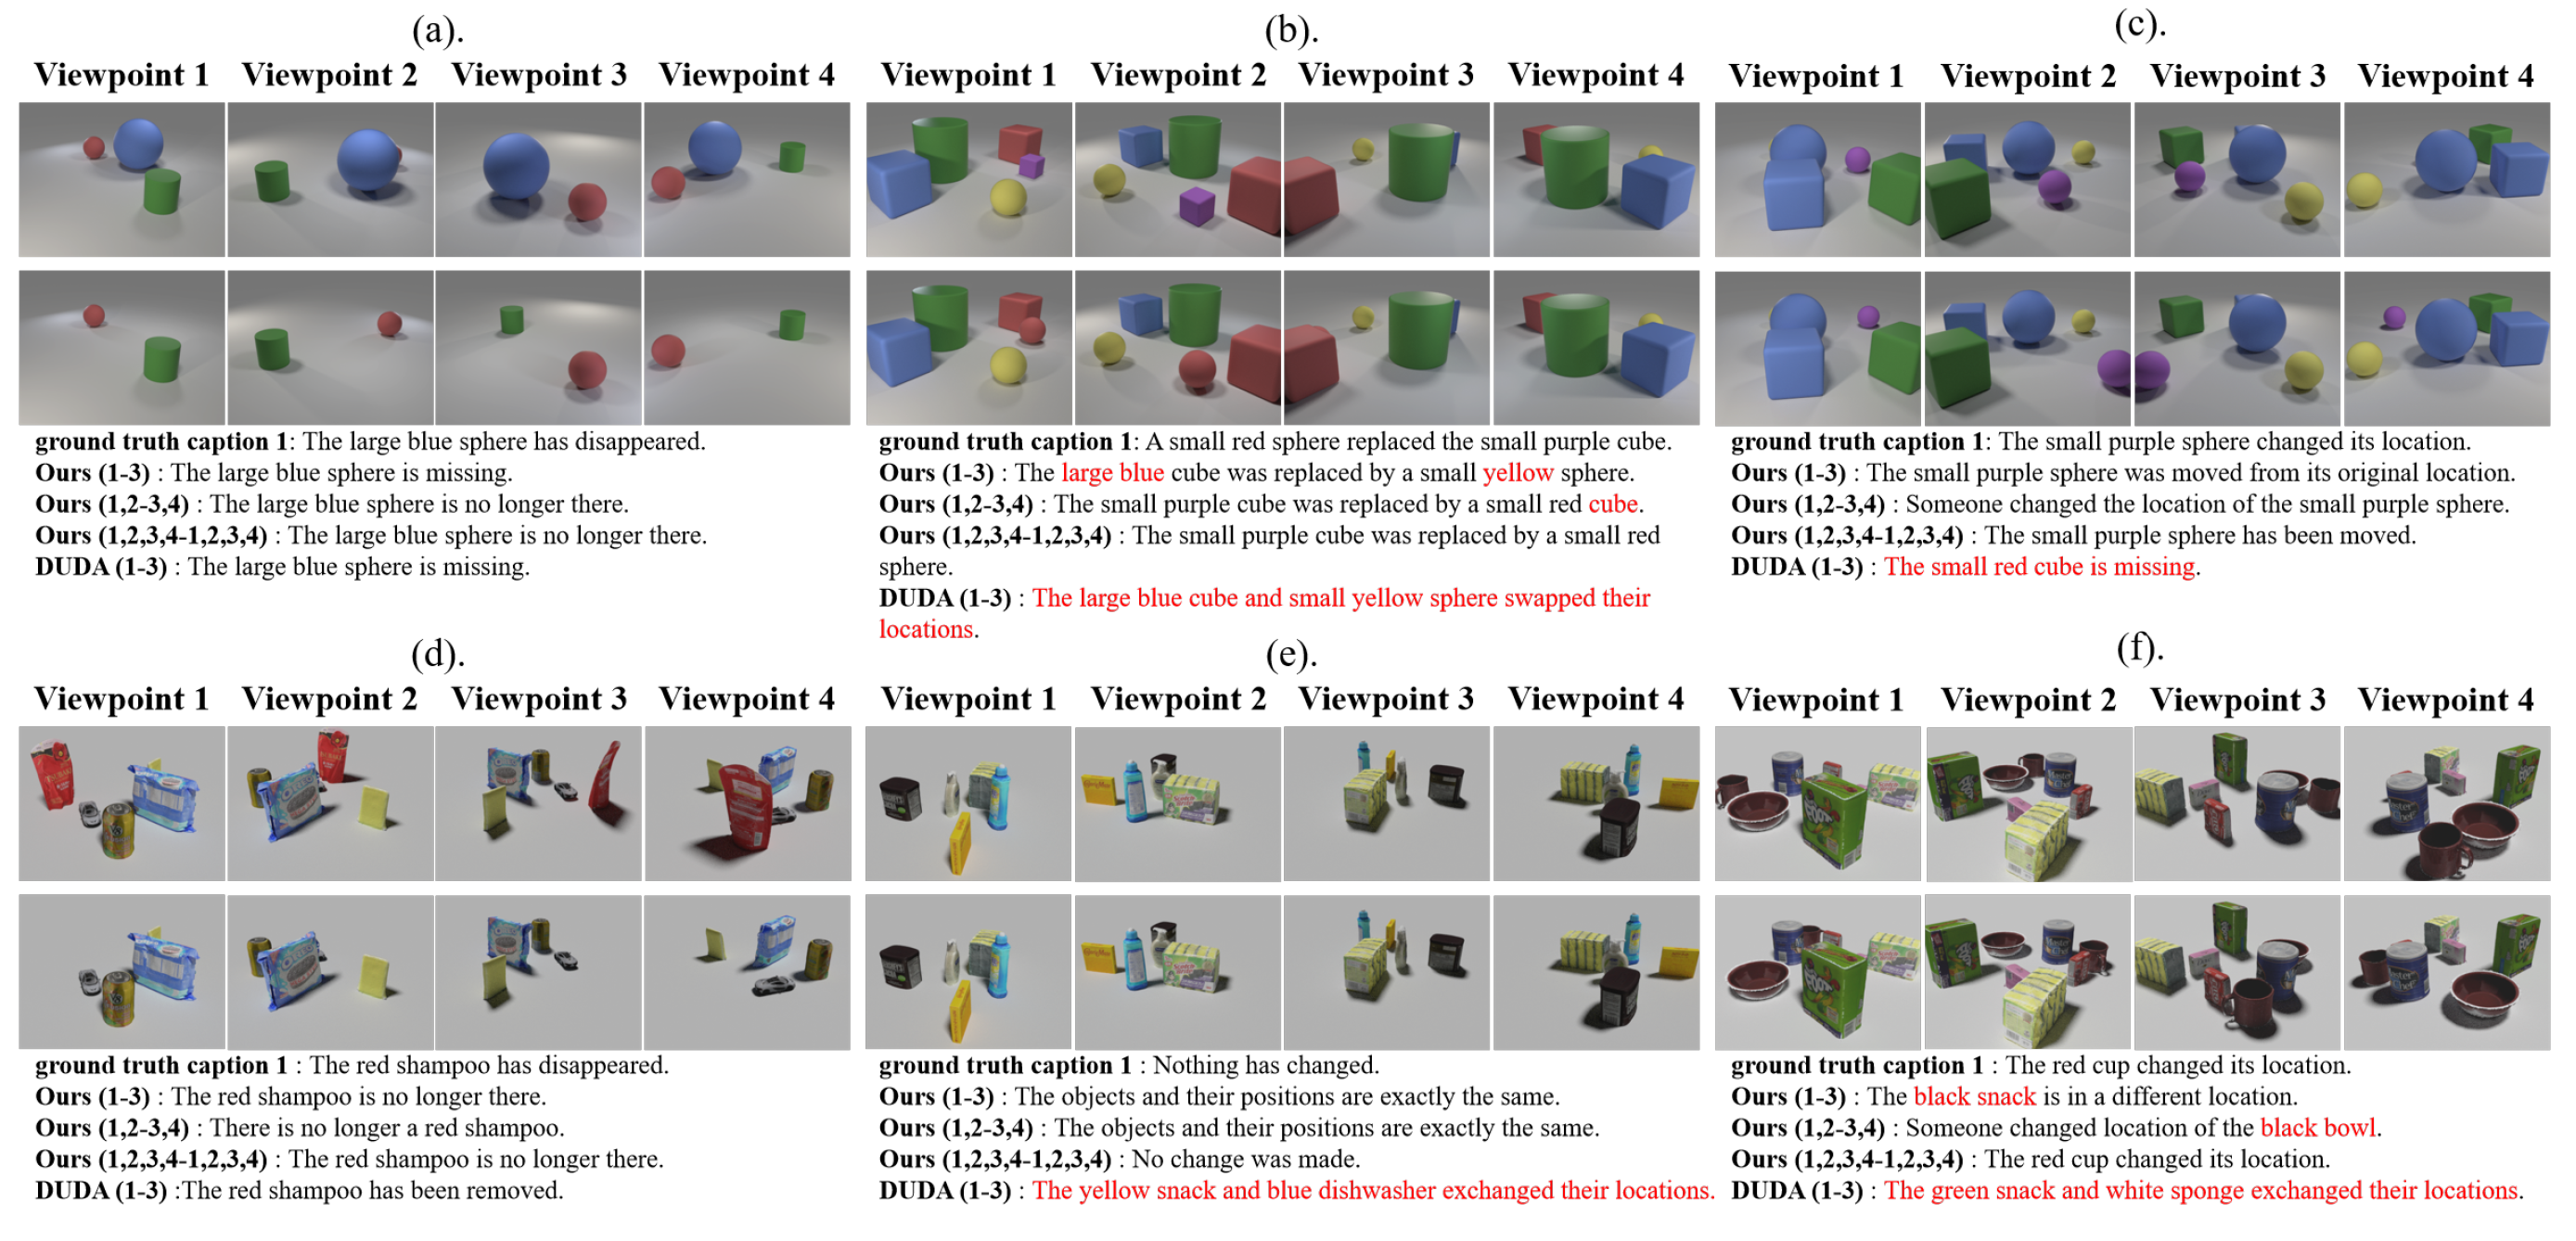 (a).
Viewpoint 1 Viewpoint 2 Viewpoint 3 Viewpoint 4
ground truth caption 1: The large blue sphere has disappeared.
Ours (1-3) : The large blue sphere is missing.
Ours (1,2-3,4) : The large blue sphere is no longer there.
Ours (1,2,3,4-1,2,3,4) : The large blue sphere is no longer there.
DUDA (1-3) : The large blue sphere is missing.
(b).
Viewpoint 1 Viewpoint 2 Viewpoint 3 Viewpoint 4
ground truth caption 1: A small red sphere replaced the small purple cube.
Ours (1-3) : The large blue cube was replaced by a small yellow sphere.
Ours (1,2-3,4) : The small purple cube was replaced by a small red cube.
Ours (1,2,3,4-1,2,3,4) : The small purple cube was replaced by a small red
sphere.
DUDA (1-3) : The large blue cube and small yellow sphere swapped their
locations.
(c).
Viewpoint 1 Viewpoint 2 Viewpoint 3 Viewpoint 4
ground truth caption 1: The small purple sphere changed its location.
Ours (1-3) : The small purple sphere was moved from its original location.
Ours (1,2-3,4) : Someone changed the location of the small purple sphere.
Ours (1,2,3,4-1,2,3,4) : The small purple sphere has been moved.
DUDA (1-3) : The small red cube is missing.
(d).
Viewpoint 1 Viewpoint 2 Viewpoint 3 Viewpoint 4
ground truth caption 1 : The red shampoo has disappeared.
Ours (1-3) : The red shampoo is no longer there.
Ours (1,2-3,4) : There is no longer a red shampoo.
Ours (1,2,3,4-1,2,3,4) : The red shampoo is no longer there.
DUDA (1-3) :The red shampoo has been removed.
(e).
Viewpoint 1 Viewpoint 2 Viewpoint 3 Viewpoint 4
ground truth caption 1 : Nothing has changed.
Ours (1-3) : The objects and their positions are exactly the same.
Ours (1,2-3,4) : The objects and their positions are exactly the same.
Ours (1,2,3,4-1,2,3,4) : No change was made.
DUDA (1-3) : The yellow snack and blue dishwasher exchanged their locations.
(f).
Viewpoint 1 Viewpoint 2 Viewpoint 3 Viewpoint 4
ground truth caption 1 : The red cup changed its location.
Ours (1-3) : The black snack is in a different location.
Ours (1,2-3,4) : Someone changed location of the black bowl.
Ours (1,2,3,4-1,2,3,4) : The red cup changed its location.
DUDA (1-3) : The green snack and white sponge exchanged their locations.